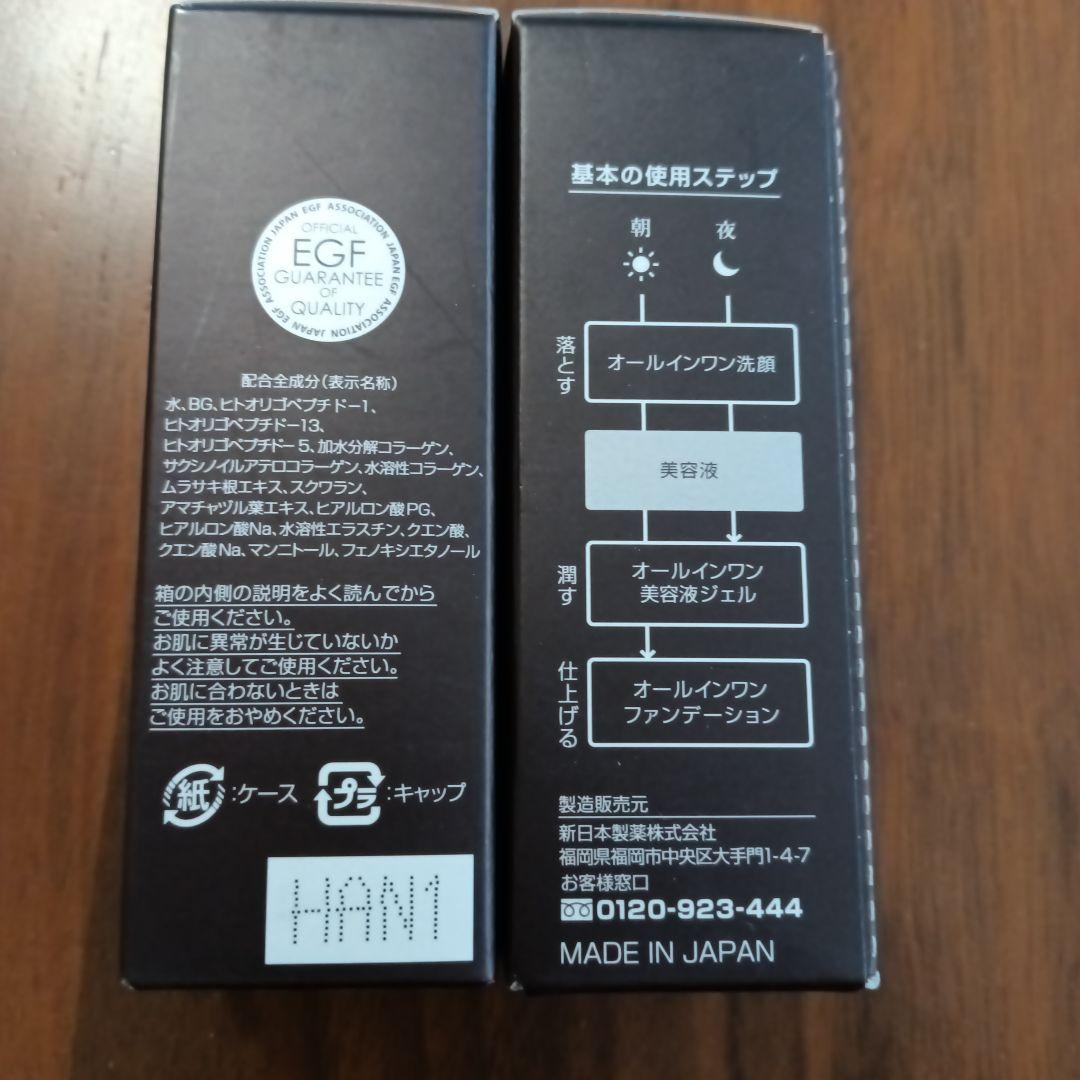 JAPAN EGF ASSOCIATION JAPAN EGF ASSOCIATION JAPAN EGF ASSOCIATION
OFFICIAL
EGF
GUARANTEE
OF
QUALITY
配合全成分(表示名称)
水、BG、ヒトオリゴペプチドー1、
ヒトオリゴペプチドー13、
ヒトオリゴペプチドー5、加水分解コラーゲン、
サクシノイルアテロコラーゲン、水溶性コラーゲン、
ムラサキ根エキス、スクワラン、
アマチャヅル葉エキス、ヒアルロン酸PG、
ヒアルロン酸Na、水溶性エラスチン、クエン酸、
クエン酸Na、マンニトール、フェノキシエタノール
箱の内側の説明をよく読んでから
ご使用ください。
お肌に異常が生じていないか
よく注意してご使用ください。
お肌に合わないときは
ご使用をおやめください。
紙:ケース プラ:キャップ
HAN1
基本の使用ステップ
朝 夜
落とす
オールインワン洗顔
美容液
潤す
オールインワン
美容液ジェル
仕上げる
オールインワン
ファンデーション
製造販売元
新日本製薬株式会社
福岡県福岡市中央区大手門1-4-7
お客様窓口
0120-923-444
MADE IN JAPAN